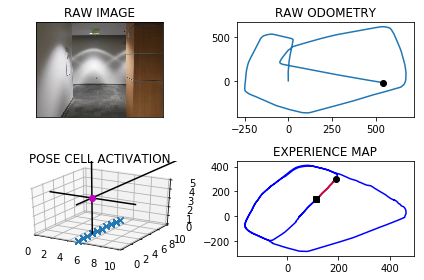 RAW IMAGE
RAW ODOMETRY
500
0
-250 0 250 500
POSE CELL ACTIVATION
5
4
3
2
1
0
0 2 4 6 8 10
0 2 4 6 8 10
EXPERIENCE MAP
400
200
0
-200
0 200 400